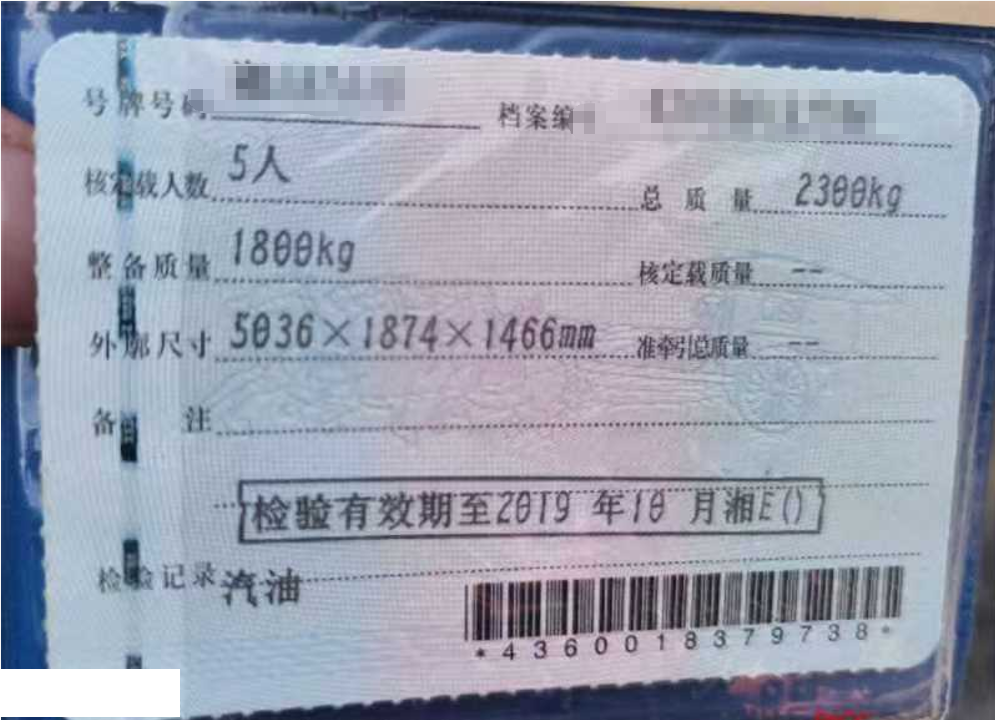 号牌号码 档案编
核定载人数 5人 总质量 2300kg
整备质量 1800kg 核定载质量 --
外廓尺寸 5036×1874×1466mm 准牵引总质量 --
备注
检验有效期至2019年10月湘E()
检验记录 汽油
*4360018379738*